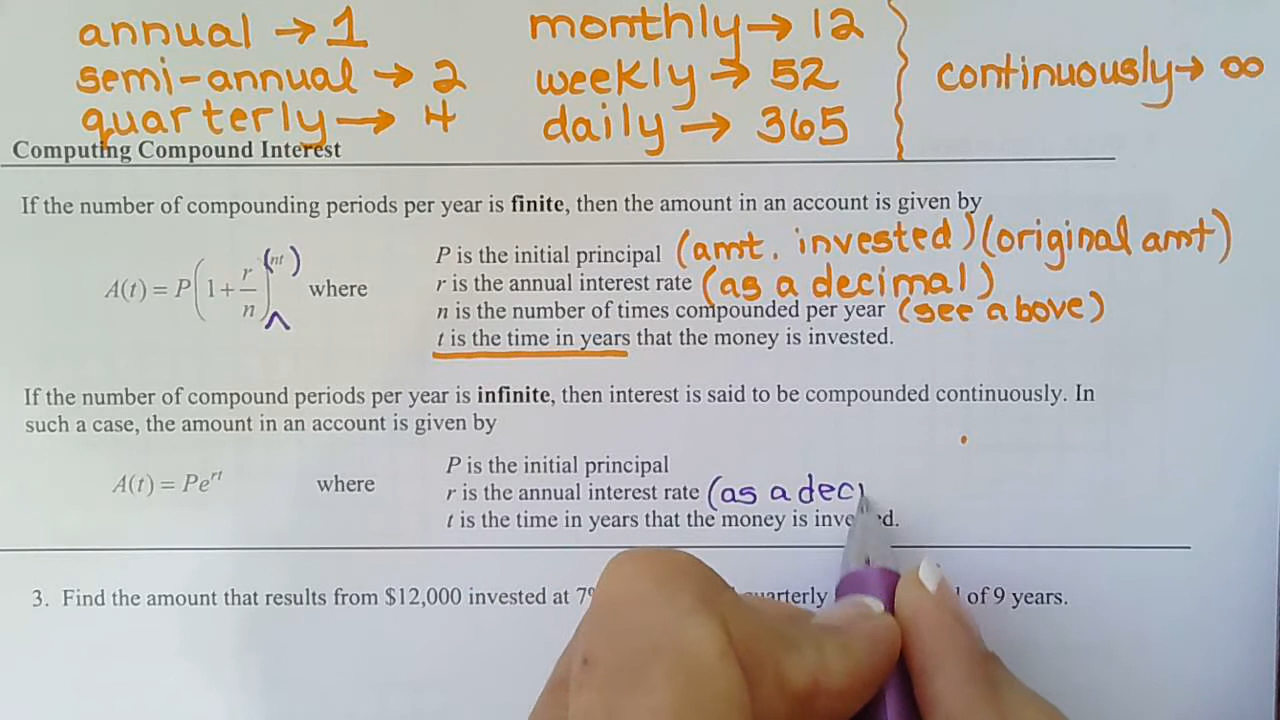 annual → 1 monthly → 12
semi-annual → 2 weekly → 52 continuously → ∞
quarterly → 4 daily → 365
Computing Compound Interest
If the number of compounding periods per year is finite, then the amount in an account is given by
P is the initial principal (amt. invested) (original amt)
A(t) = P(1 + r/n)^(nt) where r is the annual interest rate (as a decimal)
n is the number of times compounded per year (see above)
t is the time in years that the money is invested.
If the number of compound periods per year is infinite, then interest is said to be compounded continuously. In
such a case, the amount in an account is given by
P is the initial principal
A(t) = Pe^rt where r is the annual interest rate (as a dec
t is the time in years that the money is
3. Find the amount that results from $12,000 invested at of 9 years.